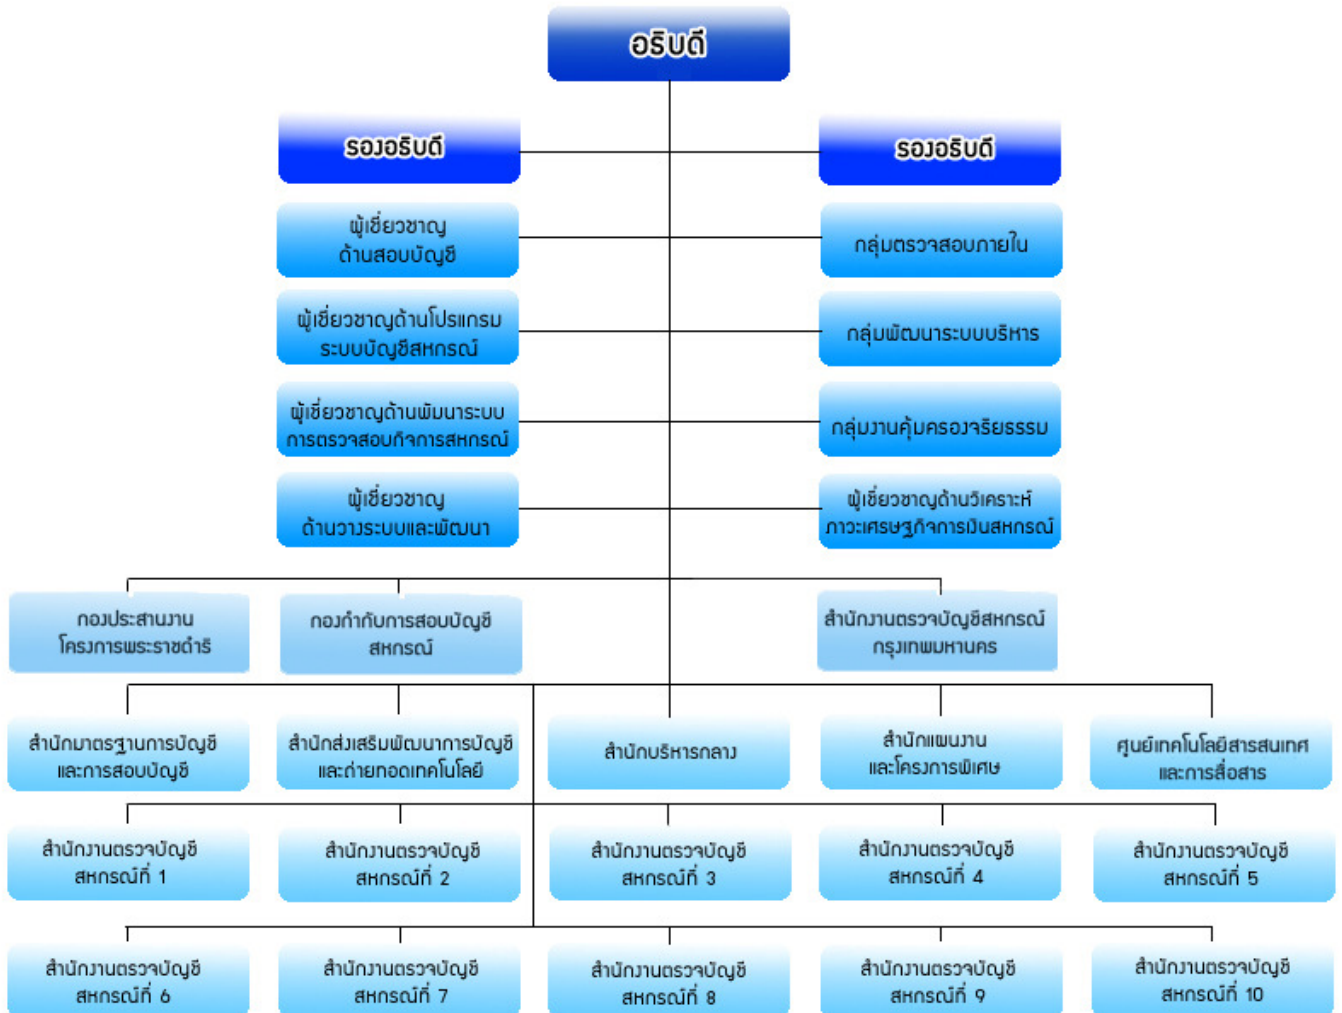 อธิบดี
รองอธิบดี
รองอธิบดี
ผู้เชี่ยวชาญ
ด้านสอบบัญชี
กลุ่มตรวจสอบภายใน
ผู้เชี่ยวชาญด้านโปรแกรม
ระบบบัญชีสหกรณ์
กลุ่มพัฒนาระบบบริหาร
ผู้เชี่ยวชาญด้านพัมนาระบบ
การตรวจสอบกิจการสหกรณ์
กลุ่มงานคุ้มครองจริยธรรม
ผู้เชี่ยวชาญ
ด้านวางระบบและพัฒนา
ผู้เชี่ยวชาญด้านวิเคราะห์
ภาวะเศรษฐกิจการเงินสหกรณ์
กองประสานงาน
โครงการพระราชดำริ
กองกำกับการสอบบัญชี
สหกรณ์
สำนักงานตรวจบัญชีสหกรณ์
กรุงเทพมหานคร
สำนักมาตรฐานการบัญชี
และการสอบบัญชี
สำนักส่งเสริมพัฒนาการบัญชี
และถ่ายทอดเทคโนโลยี
สำนักบริหารกลาง
สำนักแผนงาน
และโครงการพิเศษ
ศูนย์เทคโนโลยีสารสนเทศ
และการสื่อสาร
สำนักงานตรวจบัญชี
สหกรณ์ที่ 1
สำนักงานตรวจบัญชี
สหกรณ์ที่ 2
สำนักงานตรวจบัญชี
สหกรณ์ที่ 3
สำนักงานตรวจบัญชี
สหกรณ์ที่ 4
สำนักงานตรวจบัญชี
สหกรณ์ที่ 5
สำนักงานตรวจบัญชี
สหกรณ์ที่ 6
สำนักงานตรวจบัญชี
สหกรณ์ที่ 7
สำนักงานตรวจบัญชี
สหกรณ์ที่ 8
สำนักงานตรวจบัญชี
สหกรณ์ที่ 9
สำนักงานตรวจบัญชี
สหกรณ์ที่ 10